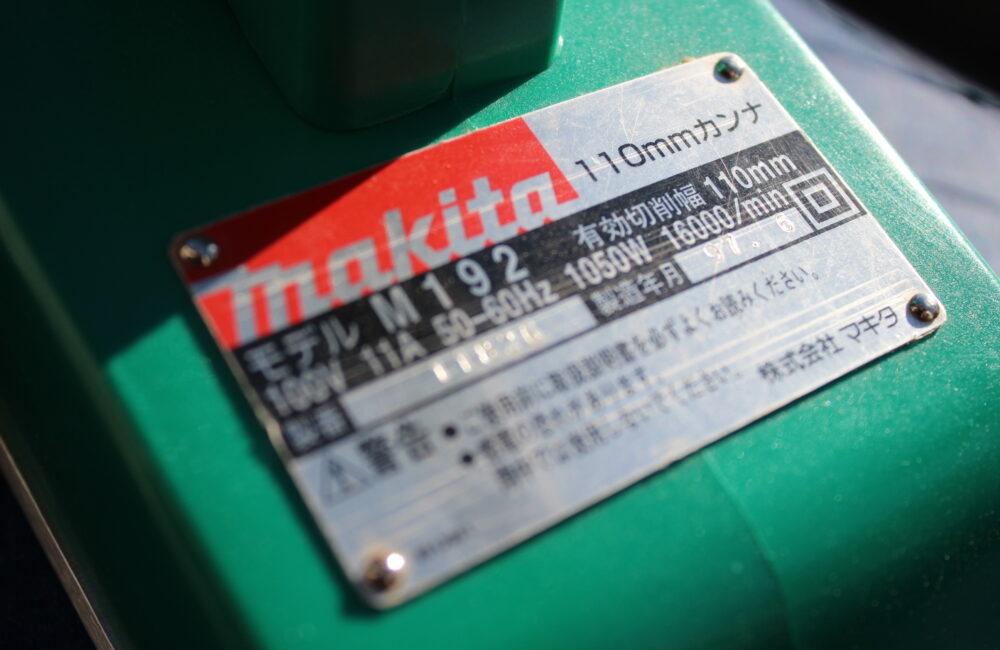 makita
110mmカンナ
モデル M192 有効切削幅 110mm
100V 11A 50-60Hz 1050W 16000/min
製造年月 97.6
警告 ●ご使用前に取扱説明書を必ずよくお読みください。
株式会社 マキタ